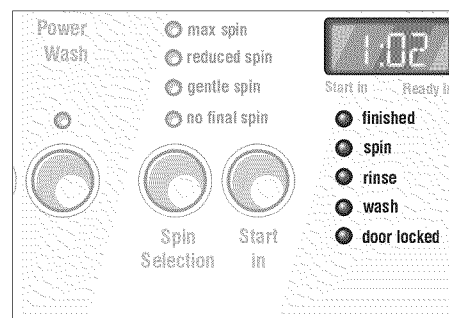 Power
Wash
max spin
reduced spin
gentle spin
no final spin
1:02
Start in
Ready in
finished
spin
rinse
wash
door locked
Spin
Selection
Start
in